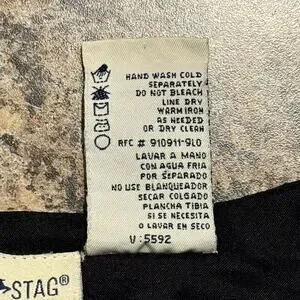 HAND WASH COLD
SEPARATELY
DO NOT BLEACH
LINE DRY
WARM IRON
AS NEEDED
OR DRY CLEAN
RFC # 910911-9L0
LAVAR A MANO
CON AGUA FRIA
POR SEPARADO
NO USE BLANQUEADOR
SECAR COLGADO
PLANCHA TIBIA
SI SE NECESITA
O LAVAR EN SECO
V:5592
STAG®